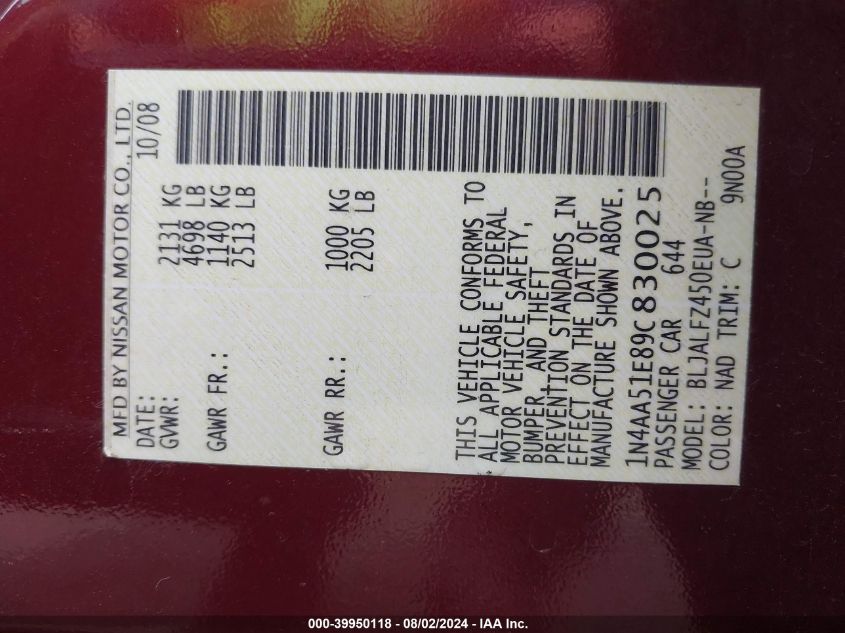 MFD BY NISSAN MOTOR CO., LTD.
DATE: 10/08
GVWR: 2131 KG
4698 LB
GAWR FR.: 1140 KG
2513 LB
GAWR RR.: 1000 KG
2205 LB
THIS VEHICLE CONFORMS TO
ALL APPLICABLE FEDERAL
MOTOR VEHICLE SAFETY,
BUMPER, AND THEFT
PREVENTION STANDARDS IN
EFFECT ON THE DATE OF
MANUFACTURE SHOWN ABOVE.
1N4AA51E89C830025
PASSENGER CAR 644
MODEL: BLJALFZ450EUA-NB--
COLOR: NAD TRIM: C 9N00A
000-39950118 - 08/02/2024 - IAA Inc.